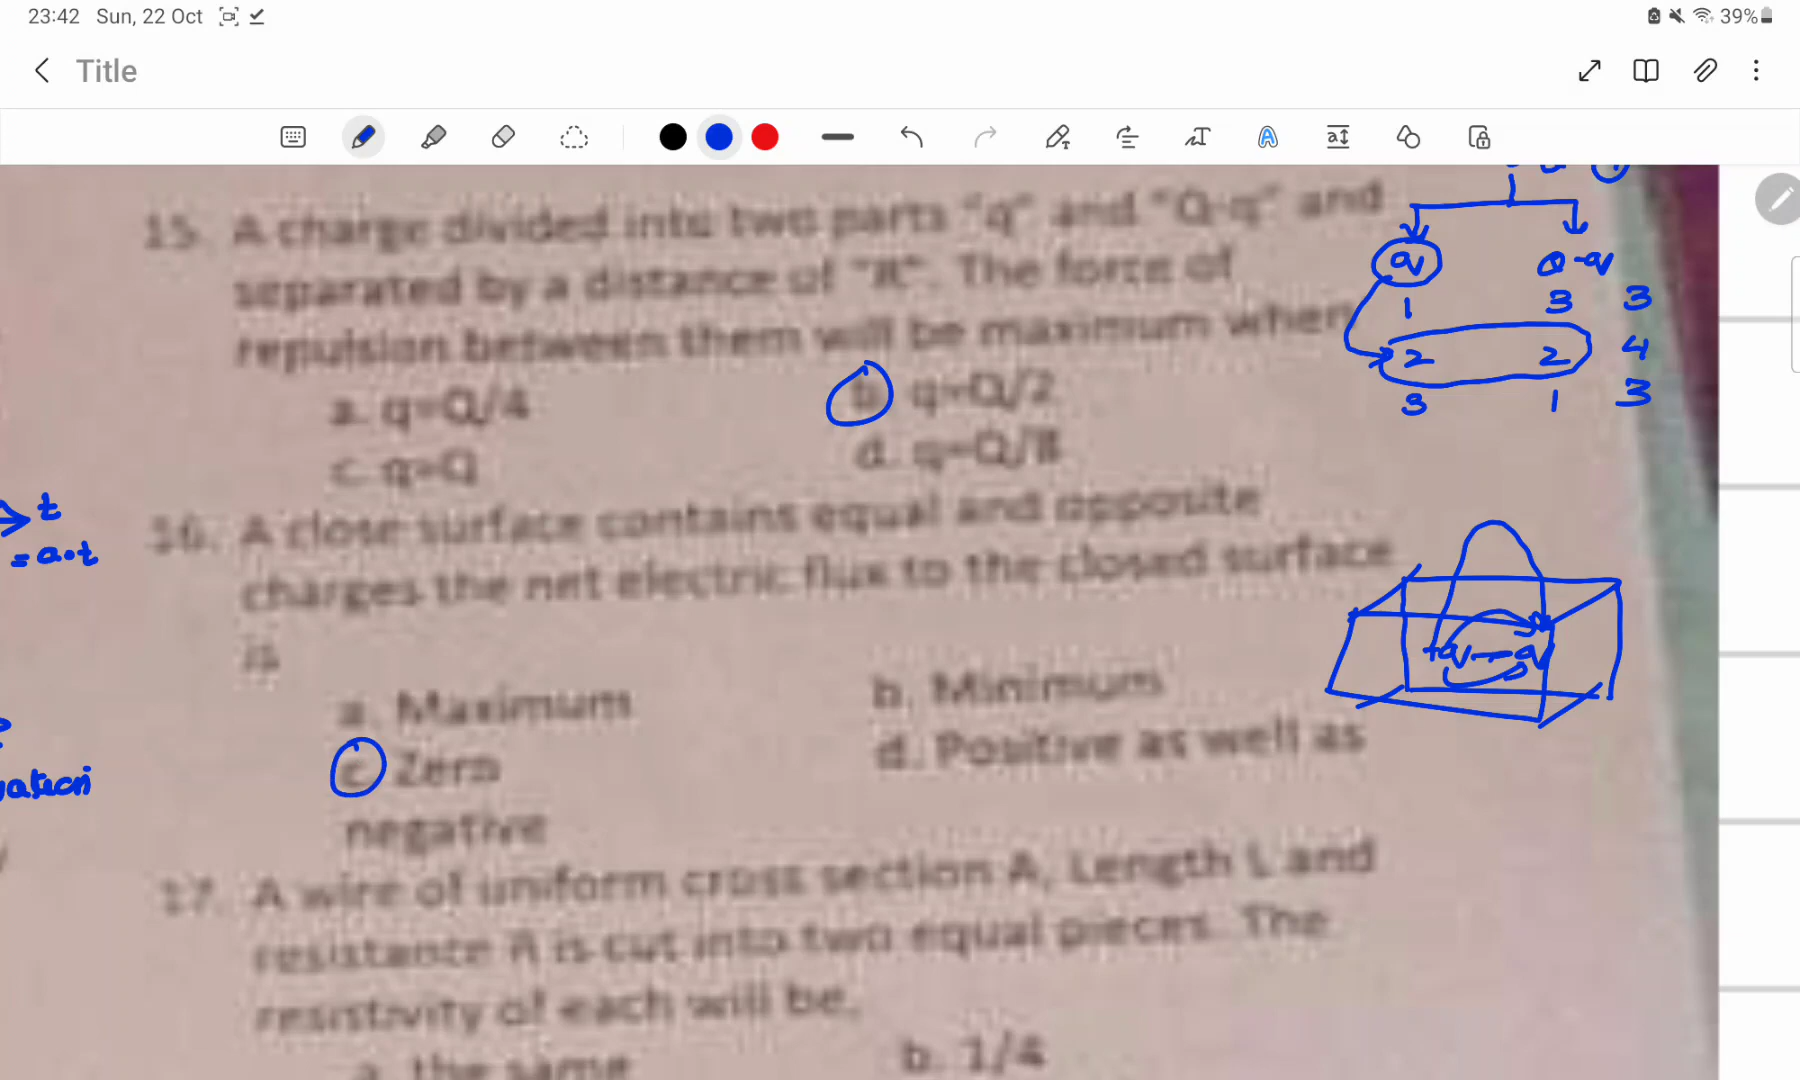 23:42 Sun, 22 Oct
39%
Title
15. A charge divided into two parts "q" and "Q-q" and
separated by a distance of "R". The force of
repulsion between them will be maximum when
a. q=Q/4
b. q=Q/2
c. q=Q
d. q=Q/8
16. A close surface contains equal and opposite
charges the net electric flux to the closed surface
is
a. Maximum
b. Minimum
c. Zero
d. Positive as well as
negative
17. A wire of uniform cross section A, Length L and
resistance R is cut into two equal pieces. The
resistivity of each will be.
a. the same
b. 1/4
q Q-q
1 3 3
2 2 4
3 1 3
+q -q
t
= a.t